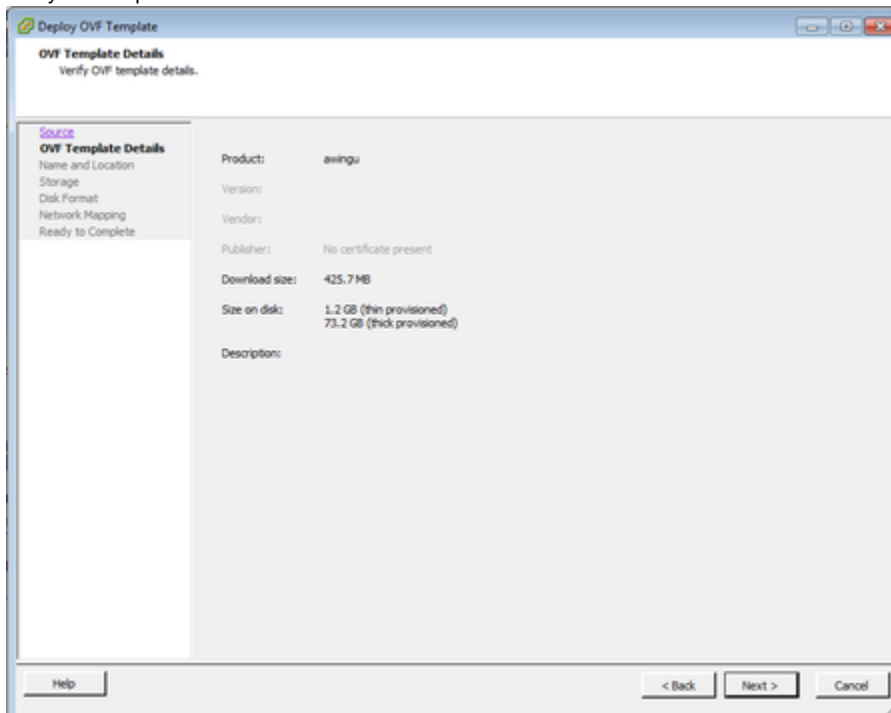 Deploy OVF Template
OVF Template Details
Verify OVF template details.
Source
OVF Template Details
Name and Location
Storage
Disk Format
Network Mapping
Ready to Complete
Product: awingu
Version:
Vendor:
Publisher: No certificate present
Download size: 425.7 MB
Size on disk: 1.2 GB (thin provisioned)
73.2 GB (thick provisioned)
Description:
Help
< Back
Next >
Cancel